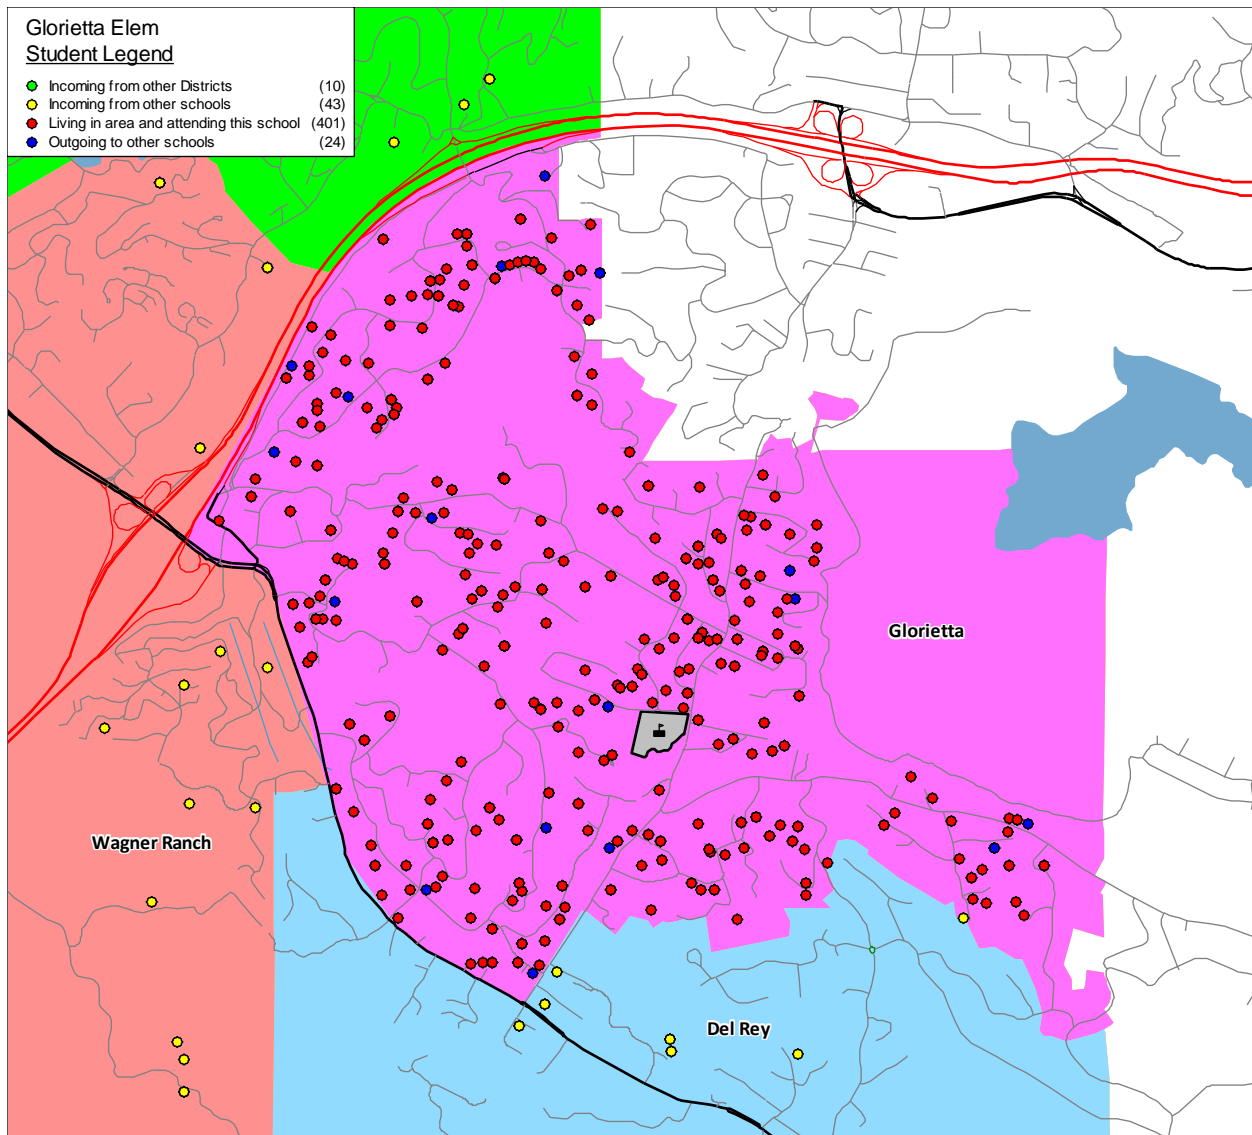 Glorietta Elem
Student Legend
Incoming from other Districts (10)
Incoming from other schools (43)
Living in area and attending this school (401)
Outgoing to other schools (24)
Glorietta
Wagner Ranch
Del Rey